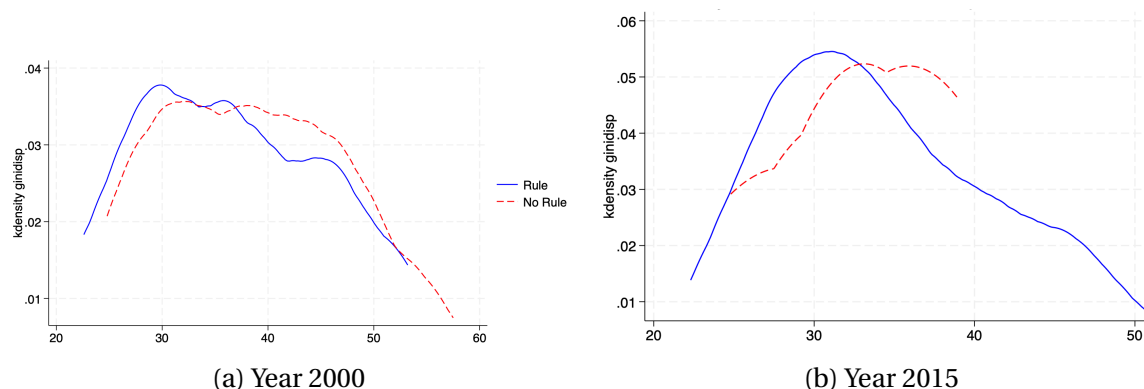 .04
.03
.02
.01
kdensity ginidisp
20 30 40 50 60
Rule
No Rule
(a) Year 2000
.06
.05
.04
.03
.02
.01
kdensity ginidisp
20 30 40 50
(b) Year 2015